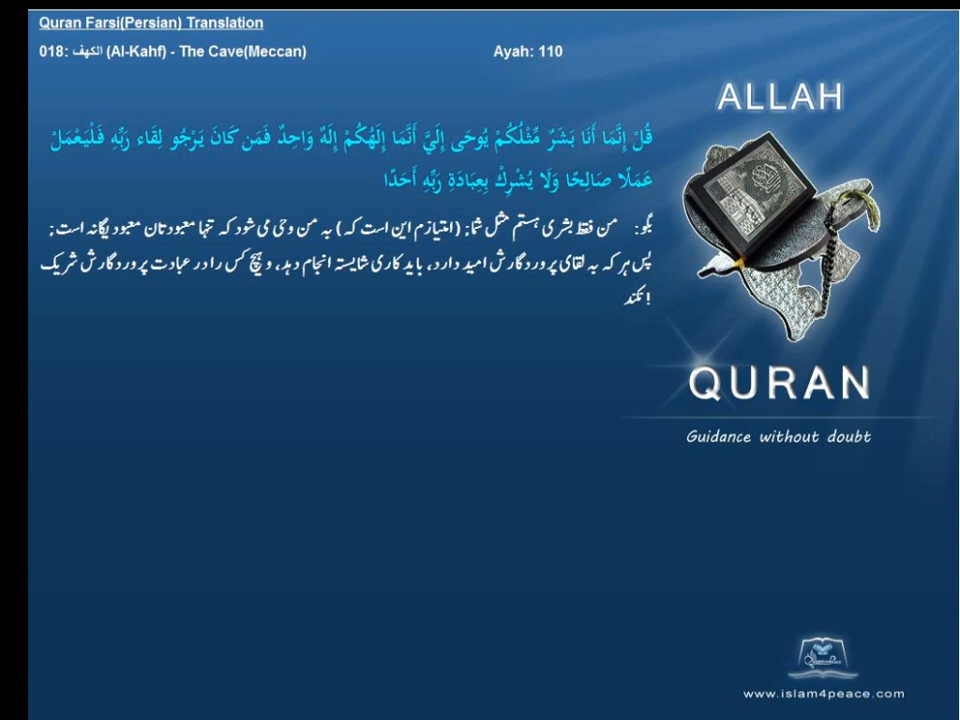 Quran Farsi(Persian) Translation
018: الكهف (Al-Kahf) - The Cave(Meccan) Ayah: 110
ALLAH
قُلْ إِنَّمَا أَنَا بَشَرٌ مِّثْلُكُمْ يُوحَى إِلَيَّ أَنَّمَا إِلَهُكُمْ إِلَهٌ وَاحِدٌ فَمَن كَانَ يَرْجُو لِقَاء رَبِّهِ فَلْيَعْمَلْ
عَمَلًا صَالِحًا وَلَا يُشْرِكْ بِعِبَادَةِ رَبِّهِ أَحَدًا
بگو: من فقط بشری هستم مثل شما; (امتیازم این است که) به من وحی می شود که تنها معبودتان معبود یگانه است;
پس هر که به لقای پروردگارش امید دارد، باید کاری شایسته انجام دهد، و هیچ کس را در عبادت پروردگارش شریک
نکند!
QURAN
Guidance without doubt
www.islam4peace.com